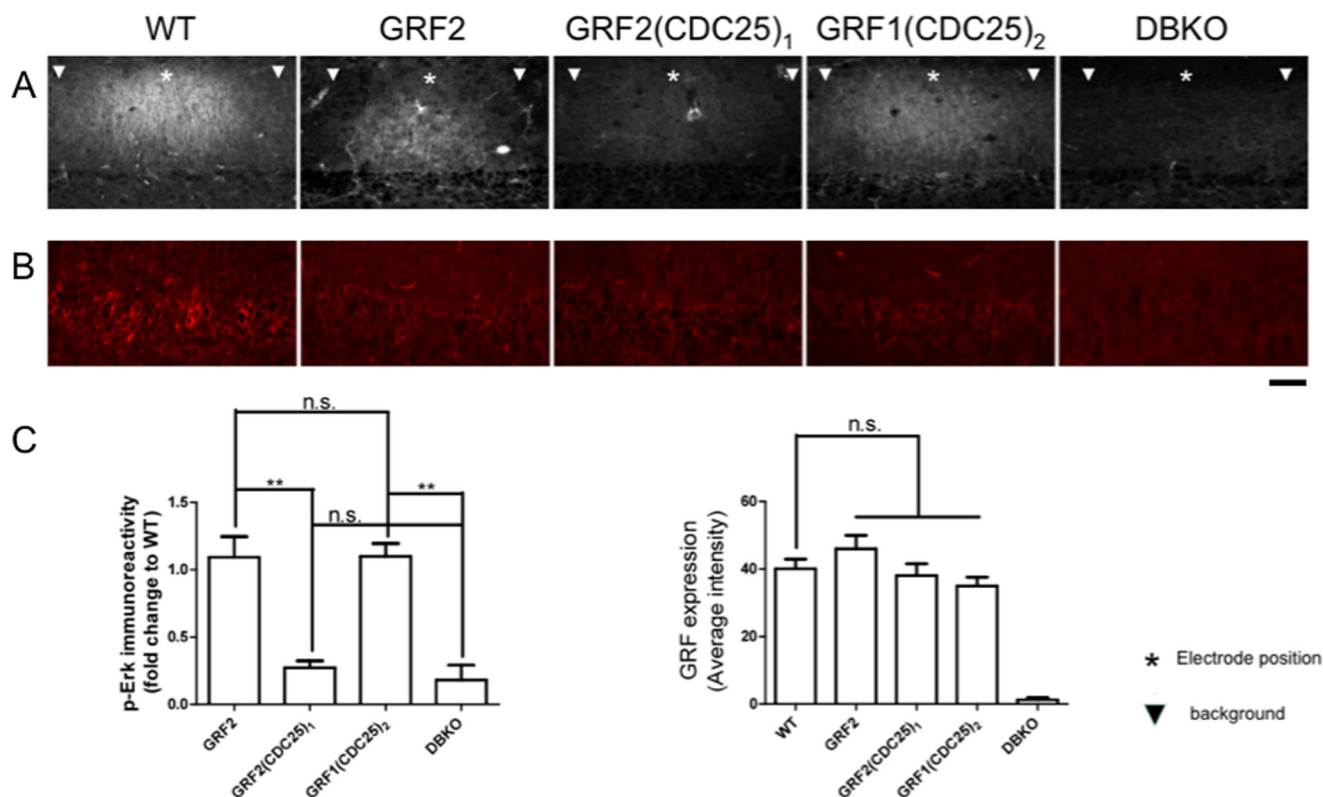 WT GRF2 GRF2(CDC25)₁ GRF1(CDC25)₂ DBKO
A
* * * * *
B
C
n.s.
**
**
n.s.
p-Erk immunoreactivity
(fold change to WT)
1.5
1.0
0.5
0.0
GRF2
GRF2(CDC25)₁
GRF1(CDC25)₂
DBKO
n.s.
GRF expression
(Average intensity)
60
40
20
0
WT
GRF2
GRF2(CDC25)₁
GRF1(CDC25)₂
DBKO
* Electrode position
▼ background